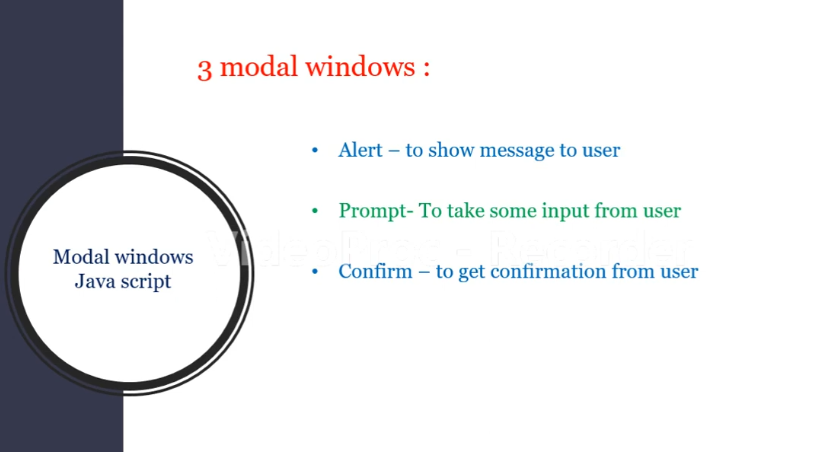 3 modal windows :
• Alert – to show message to user
• Prompt- To take some input from user
• Confirm – to get confirmation from user
Modal windows
Java script